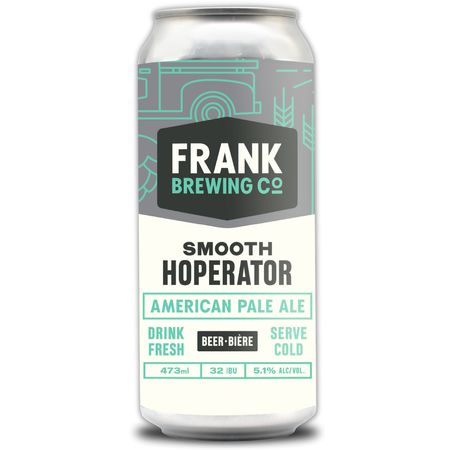 FRANK
BREWING CO
SMOOTH
HOPERATOR
AMERICAN PALE ALE
DRINK FRESH
BEER·BIÈRE
SERVE COLD
473ml
32 IBU
5.1% ALC/VOL.